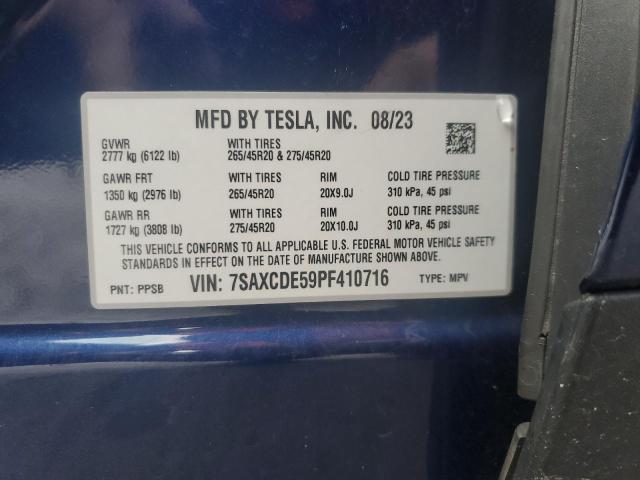 MFD BY TESLA, INC. 08/23
GVWR WITH TIRES
2777 kg (6122 lb) 265/45R20 & 275/45R20
GAWR FRT WITH TIRES RIM COLD TIRE PRESSURE
1350 kg (2976 lb) 265/45R20 20X9.0J 310 kPa, 45 psi
GAWR RR WITH TIRES RIM COLD TIRE PRESSURE
1727 kg (3808 lb) 275/45R20 20X10.0J 310 kPa, 45 psi
THIS VEHICLE CONFORMS TO ALL APPLICABLE U.S. FEDERAL MOTOR VEHICLE SAFETY
STANDARDS IN EFFECT ON THE DATE OF MANUFACTURE SHOWN ABOVE.
PNT: PPSB VIN: 7SAXCDE59PF410716 TYPE: MPV